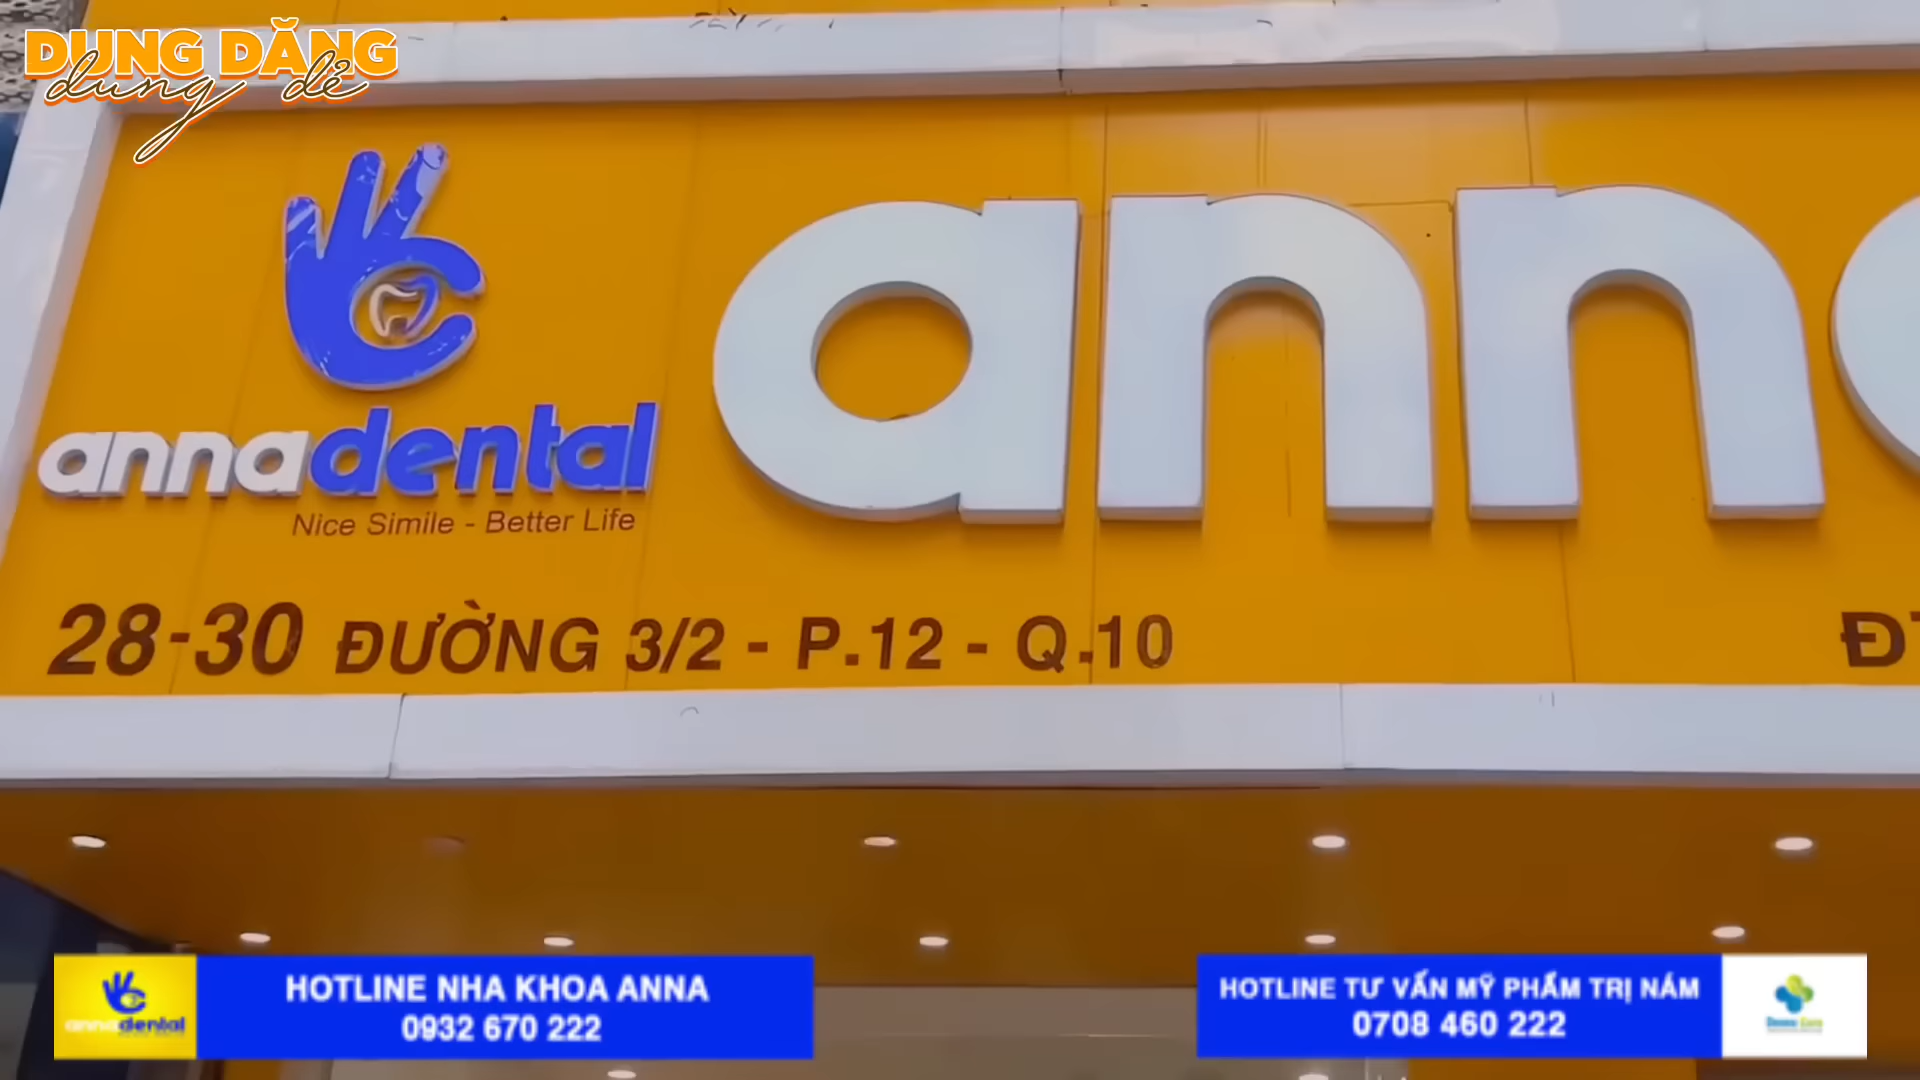 DUNG DĂNG
dung dẻ
annadental
Nice Simile - Better Life
anna
28-30 ĐƯỜNG 3/2 - P.12 - Q.10
HOTLINE NHA KHOA ANNA
0932 670 222
annadental
HOTLINE TƯ VẤN MỸ PHẨM TRỊ NÁM
0708 460 222